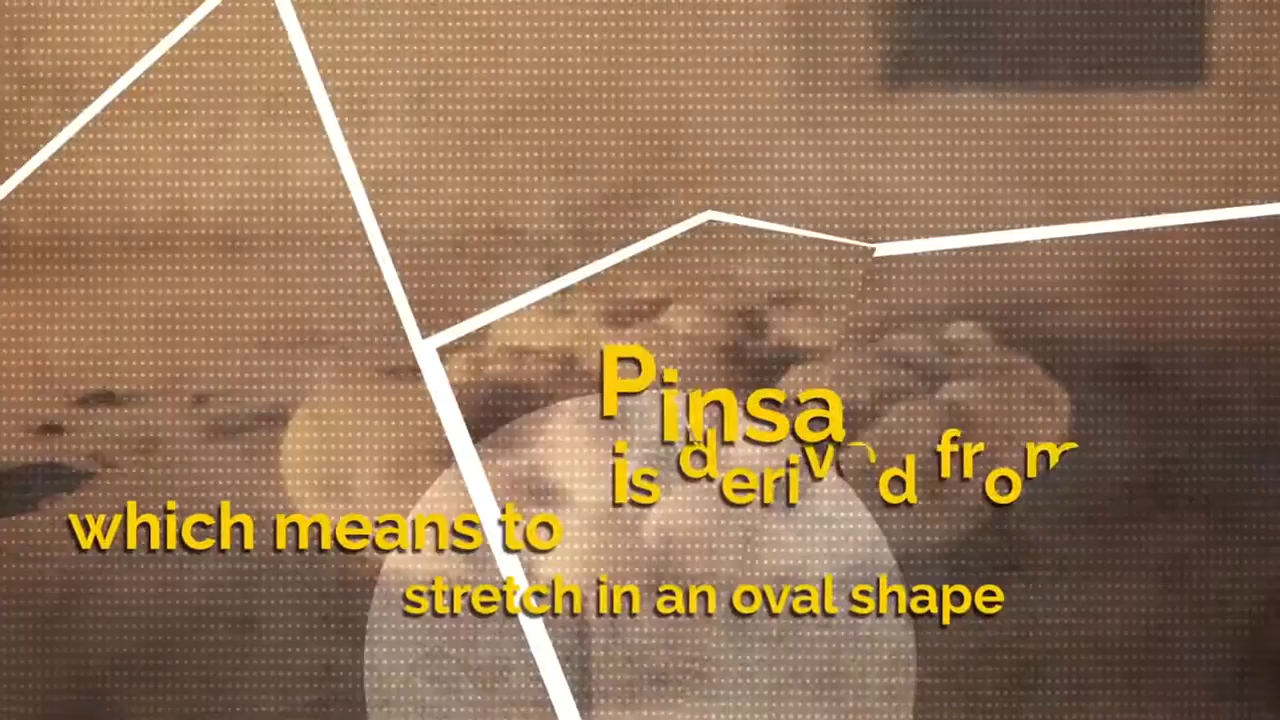 Pinsa
is derived from
which means to
stretch in an oval shape